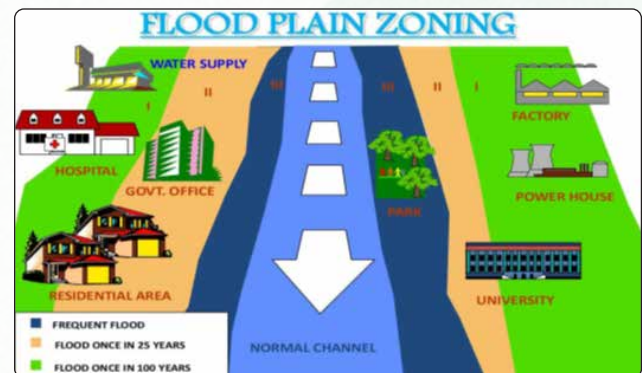 FLOOD PLAIN ZONING
WATER SUPPLY
I
II
III
III
II
I
HOSPITAL
GOVT. OFFICE
FACTORY
PARK
POWER HOUSE
RESIDENTIAL AREA
UNIVERSITY
NORMAL CHANNEL
FREQUENT FLOOD
FLOOD ONCE IN 25 YEARS
FLOOD ONCE IN 100 YEARS